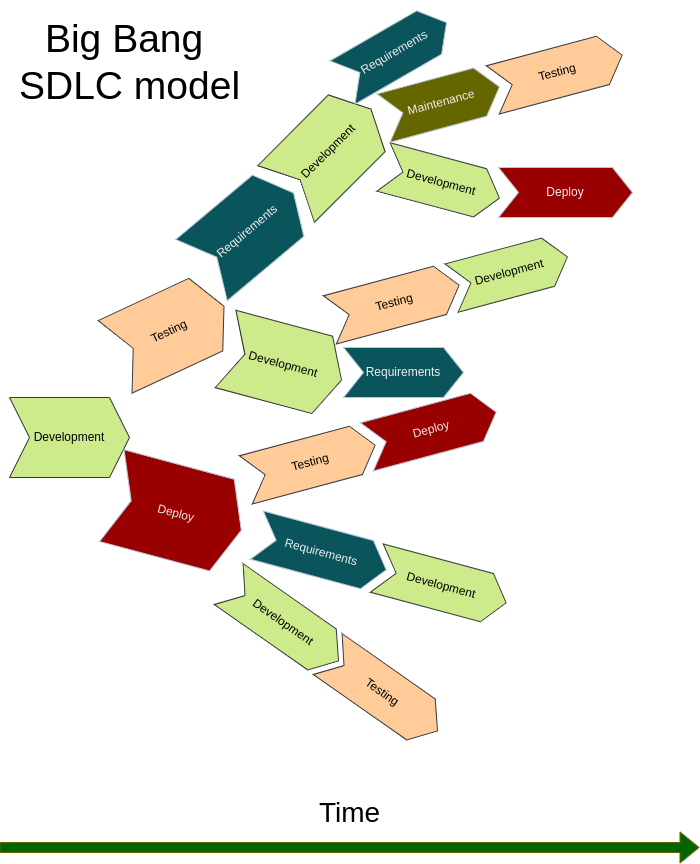 Big Bang
SDLC model
Requirements
Testing
Maintenance
Development
Development
Deploy
Requirements
Testing
Development
Testing
Development
Requirements
Development
Testing
Deploy
Deploy
Requirements
Development
Development
Testing
Time